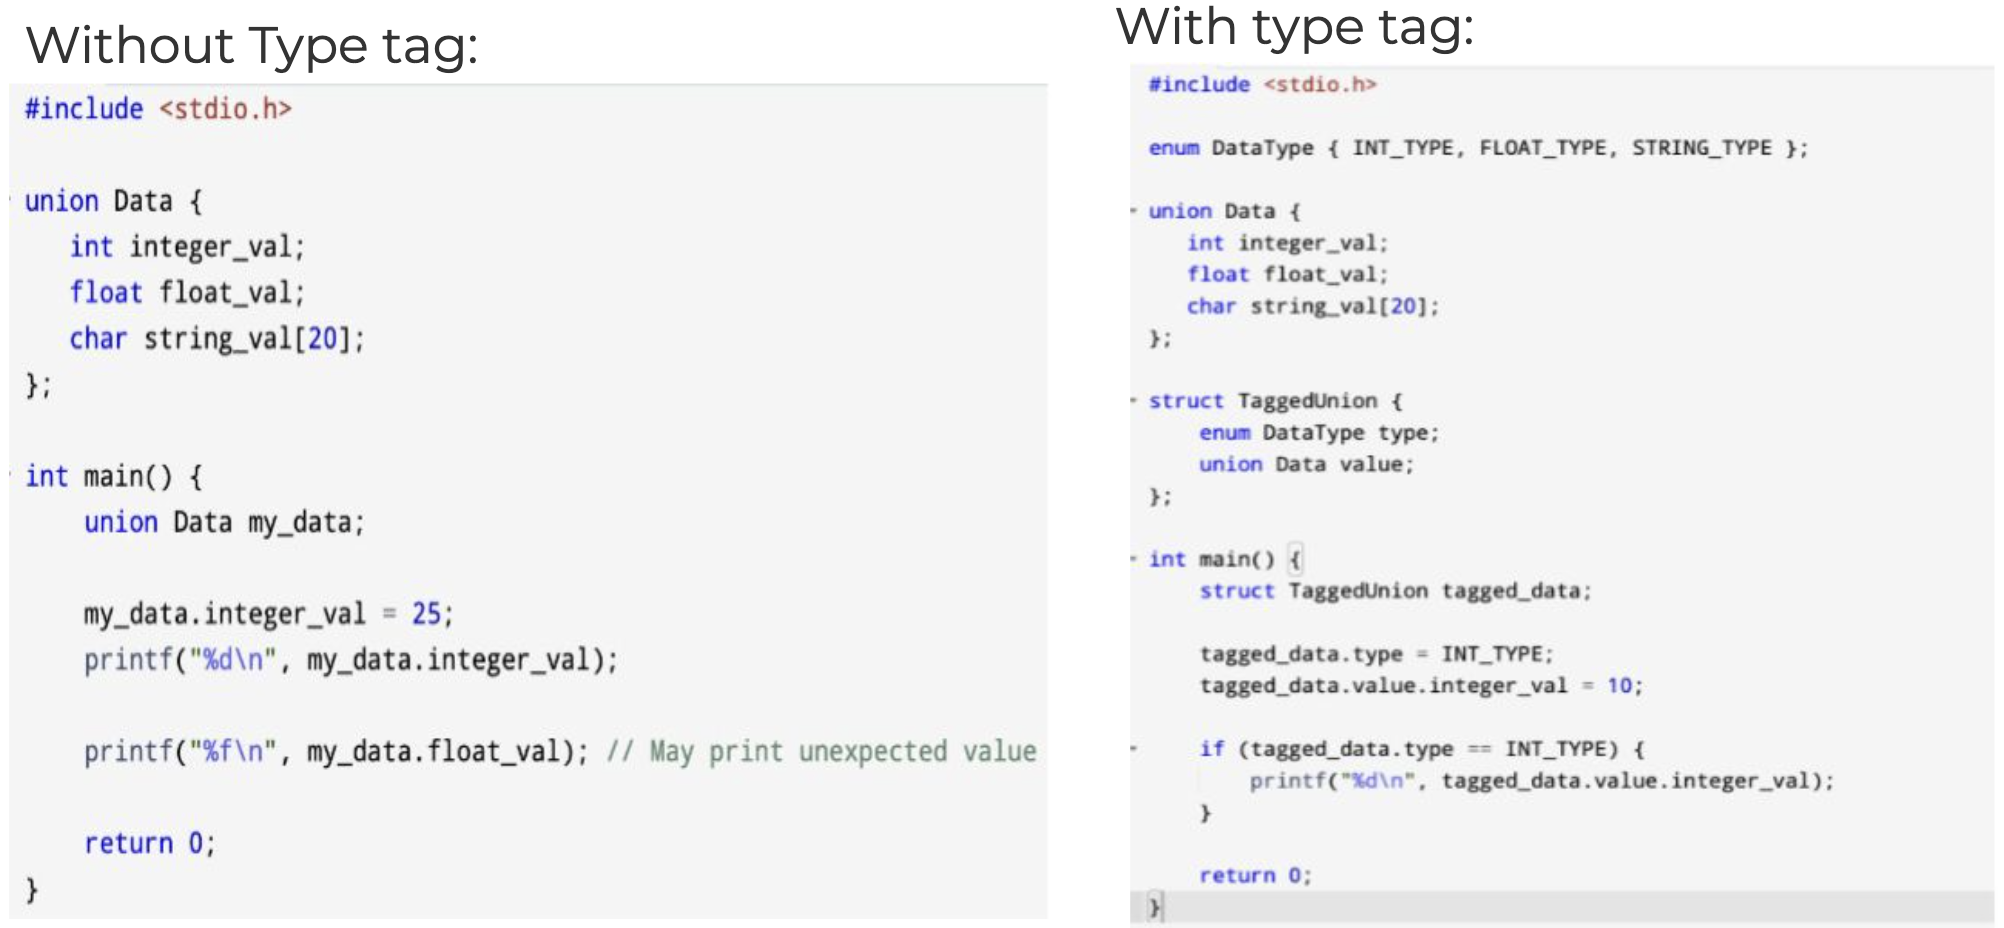 Without Type tag:
#include <stdio.h>
union Data {
int integer_val;
float float_val;
char string_val[20];
};
int main() {
union Data my_data;
my_data.integer_val = 25;
printf("%d\n", my_data.integer_val);
printf("%f\n", my_data.float_val); // May print unexpected value
return 0;
}
With type tag:
#include <stdio.h>
enum DataType { INT_TYPE, FLOAT_TYPE, STRING_TYPE };
union Data {
int integer_val;
float float_val;
char string_val[20];
};
struct TaggedUnion {
enum DataType type;
union Data value;
};
int main() {
struct TaggedUnion tagged_data;
tagged_data.type = INT_TYPE;
tagged_data.value.integer_val = 10;
if (tagged_data.type == INT_TYPE) {
printf("%d\n", tagged_data.value.integer_val);
}
return 0;
}